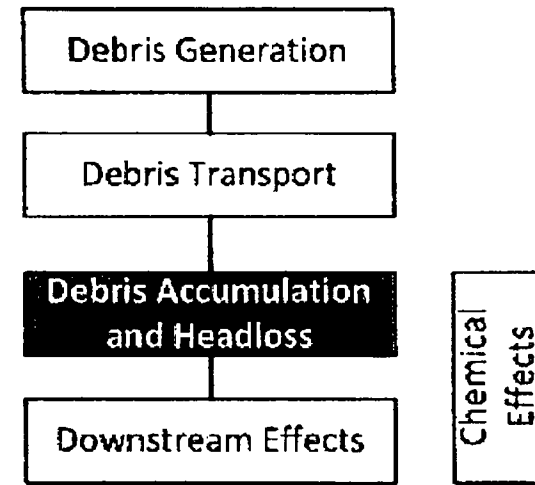 Debris Generation
Debris Transport
Debris Accumulation
and Headloss
Downstream Effects
Chemical
Effects